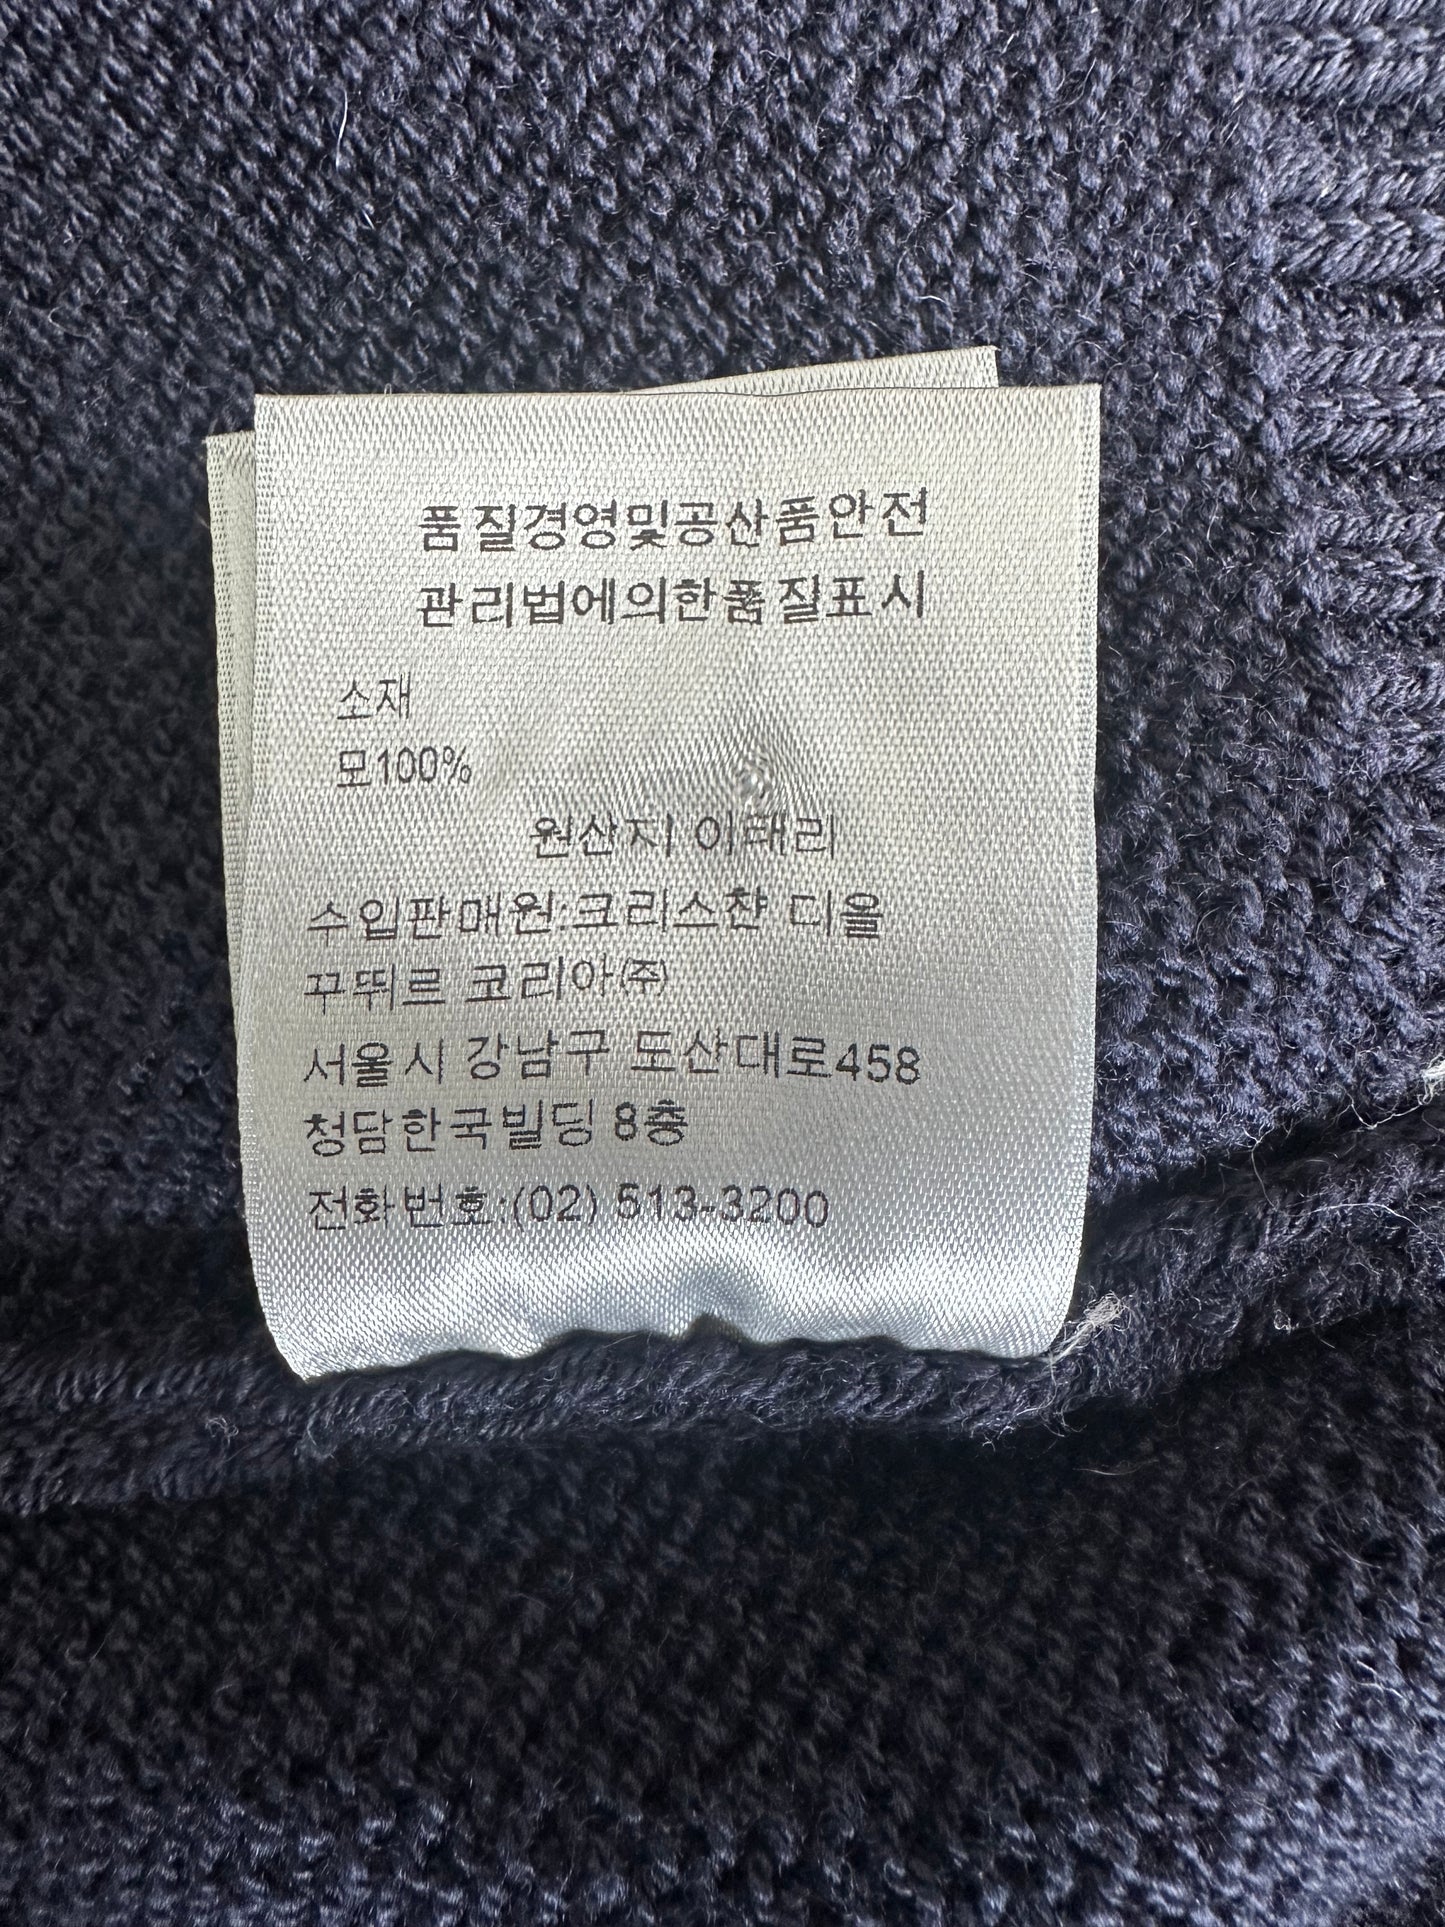 품질경영및공산품안전
관리법에의한품질표시
소재
모100%
원산지 이태리
수입판매원:크리스챤 디올
꾸뛰르 코리아㈜
서울시 강남구 도산대로458
청담한국빌딩 8층
전화번호:(02) 513-3200